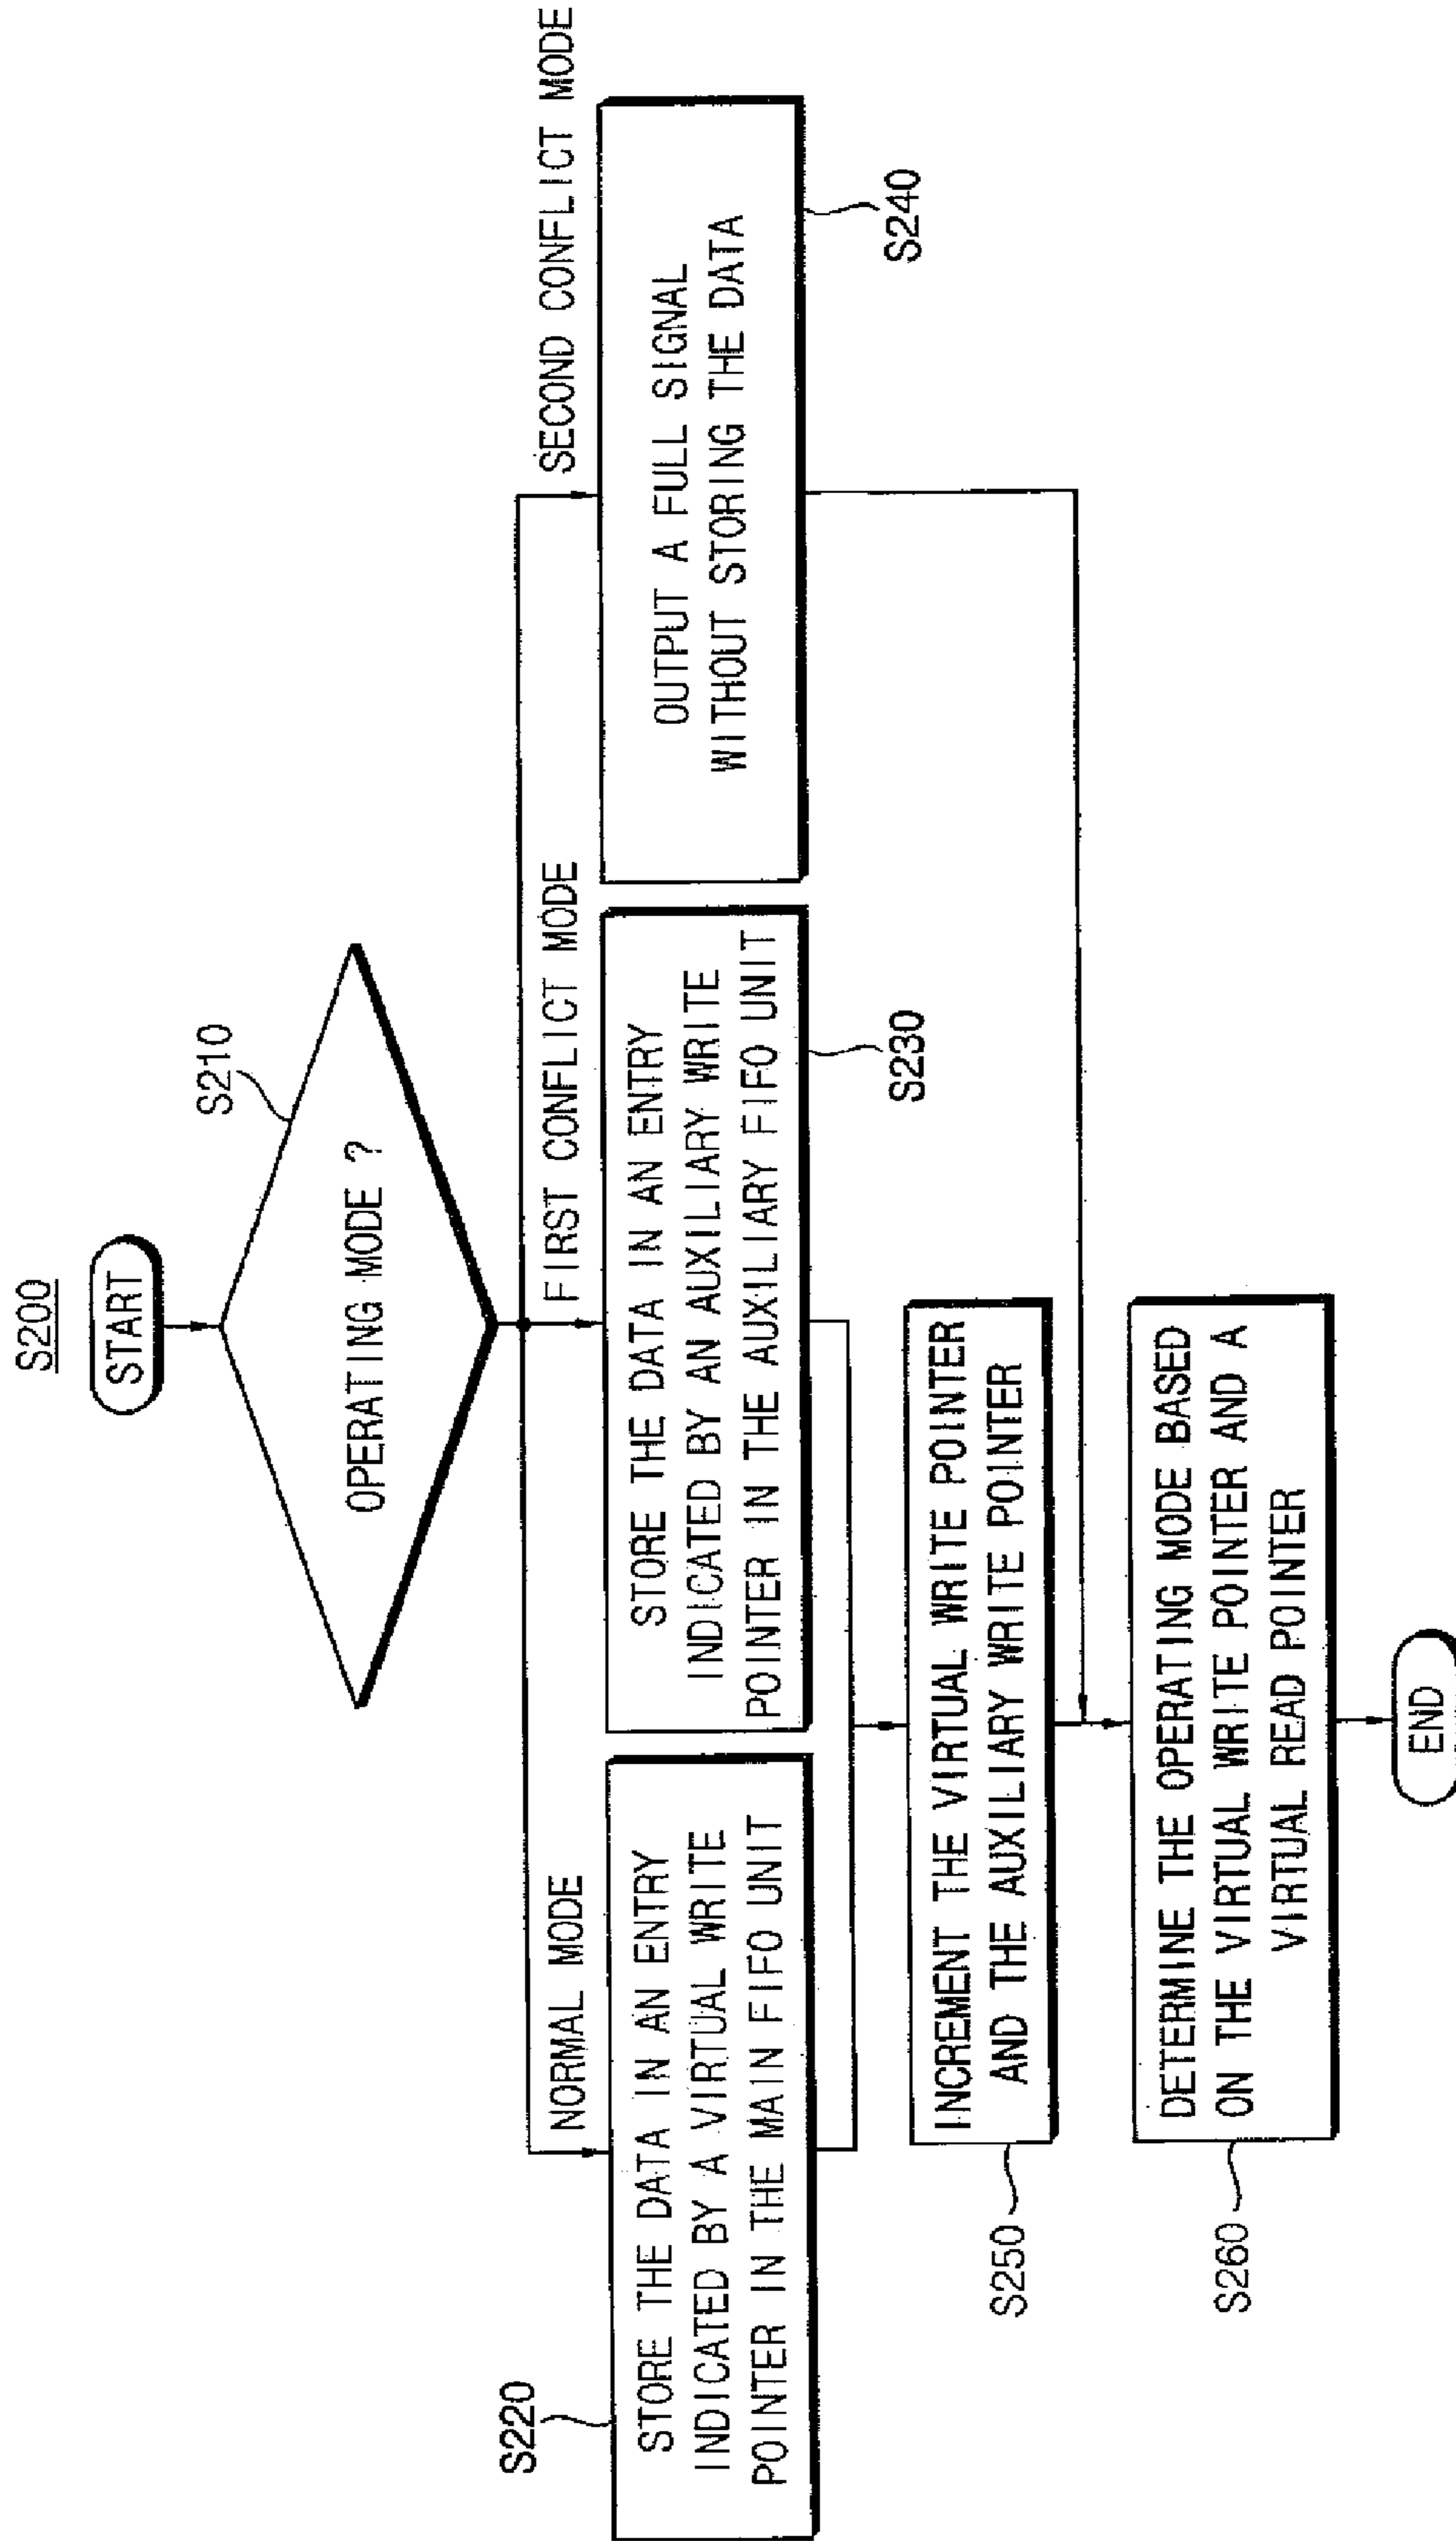 S200
START
S210
OPERATING MODE ?
NORMAL MODE
FIRST CONFLICT MODE
SECOND CONFLICT MODE
S220
STORE THE DATA IN AN ENTRY
INDICATED BY A VIRTUAL WRITE
POINTER IN THE MAIN FIFO UNIT
STORE THE DATA IN AN ENTRY
INDICATED BY AN AUXILIARY WRITE
POINTER IN THE AUXILIARY FIFO UNIT
S230
OUTPUT A FULL SIGNAL
WITHOUT STORING THE DATA
S240
INCREMENT THE VIRTUAL WRITE POINTER
AND THE AUXILIARY WRITE POINTER
S250
DETERMINE THE OPERATING MODE BASED
ON THE VIRTUAL WRITE POINTER AND A
VIRTUAL READ POINTER
S260
END